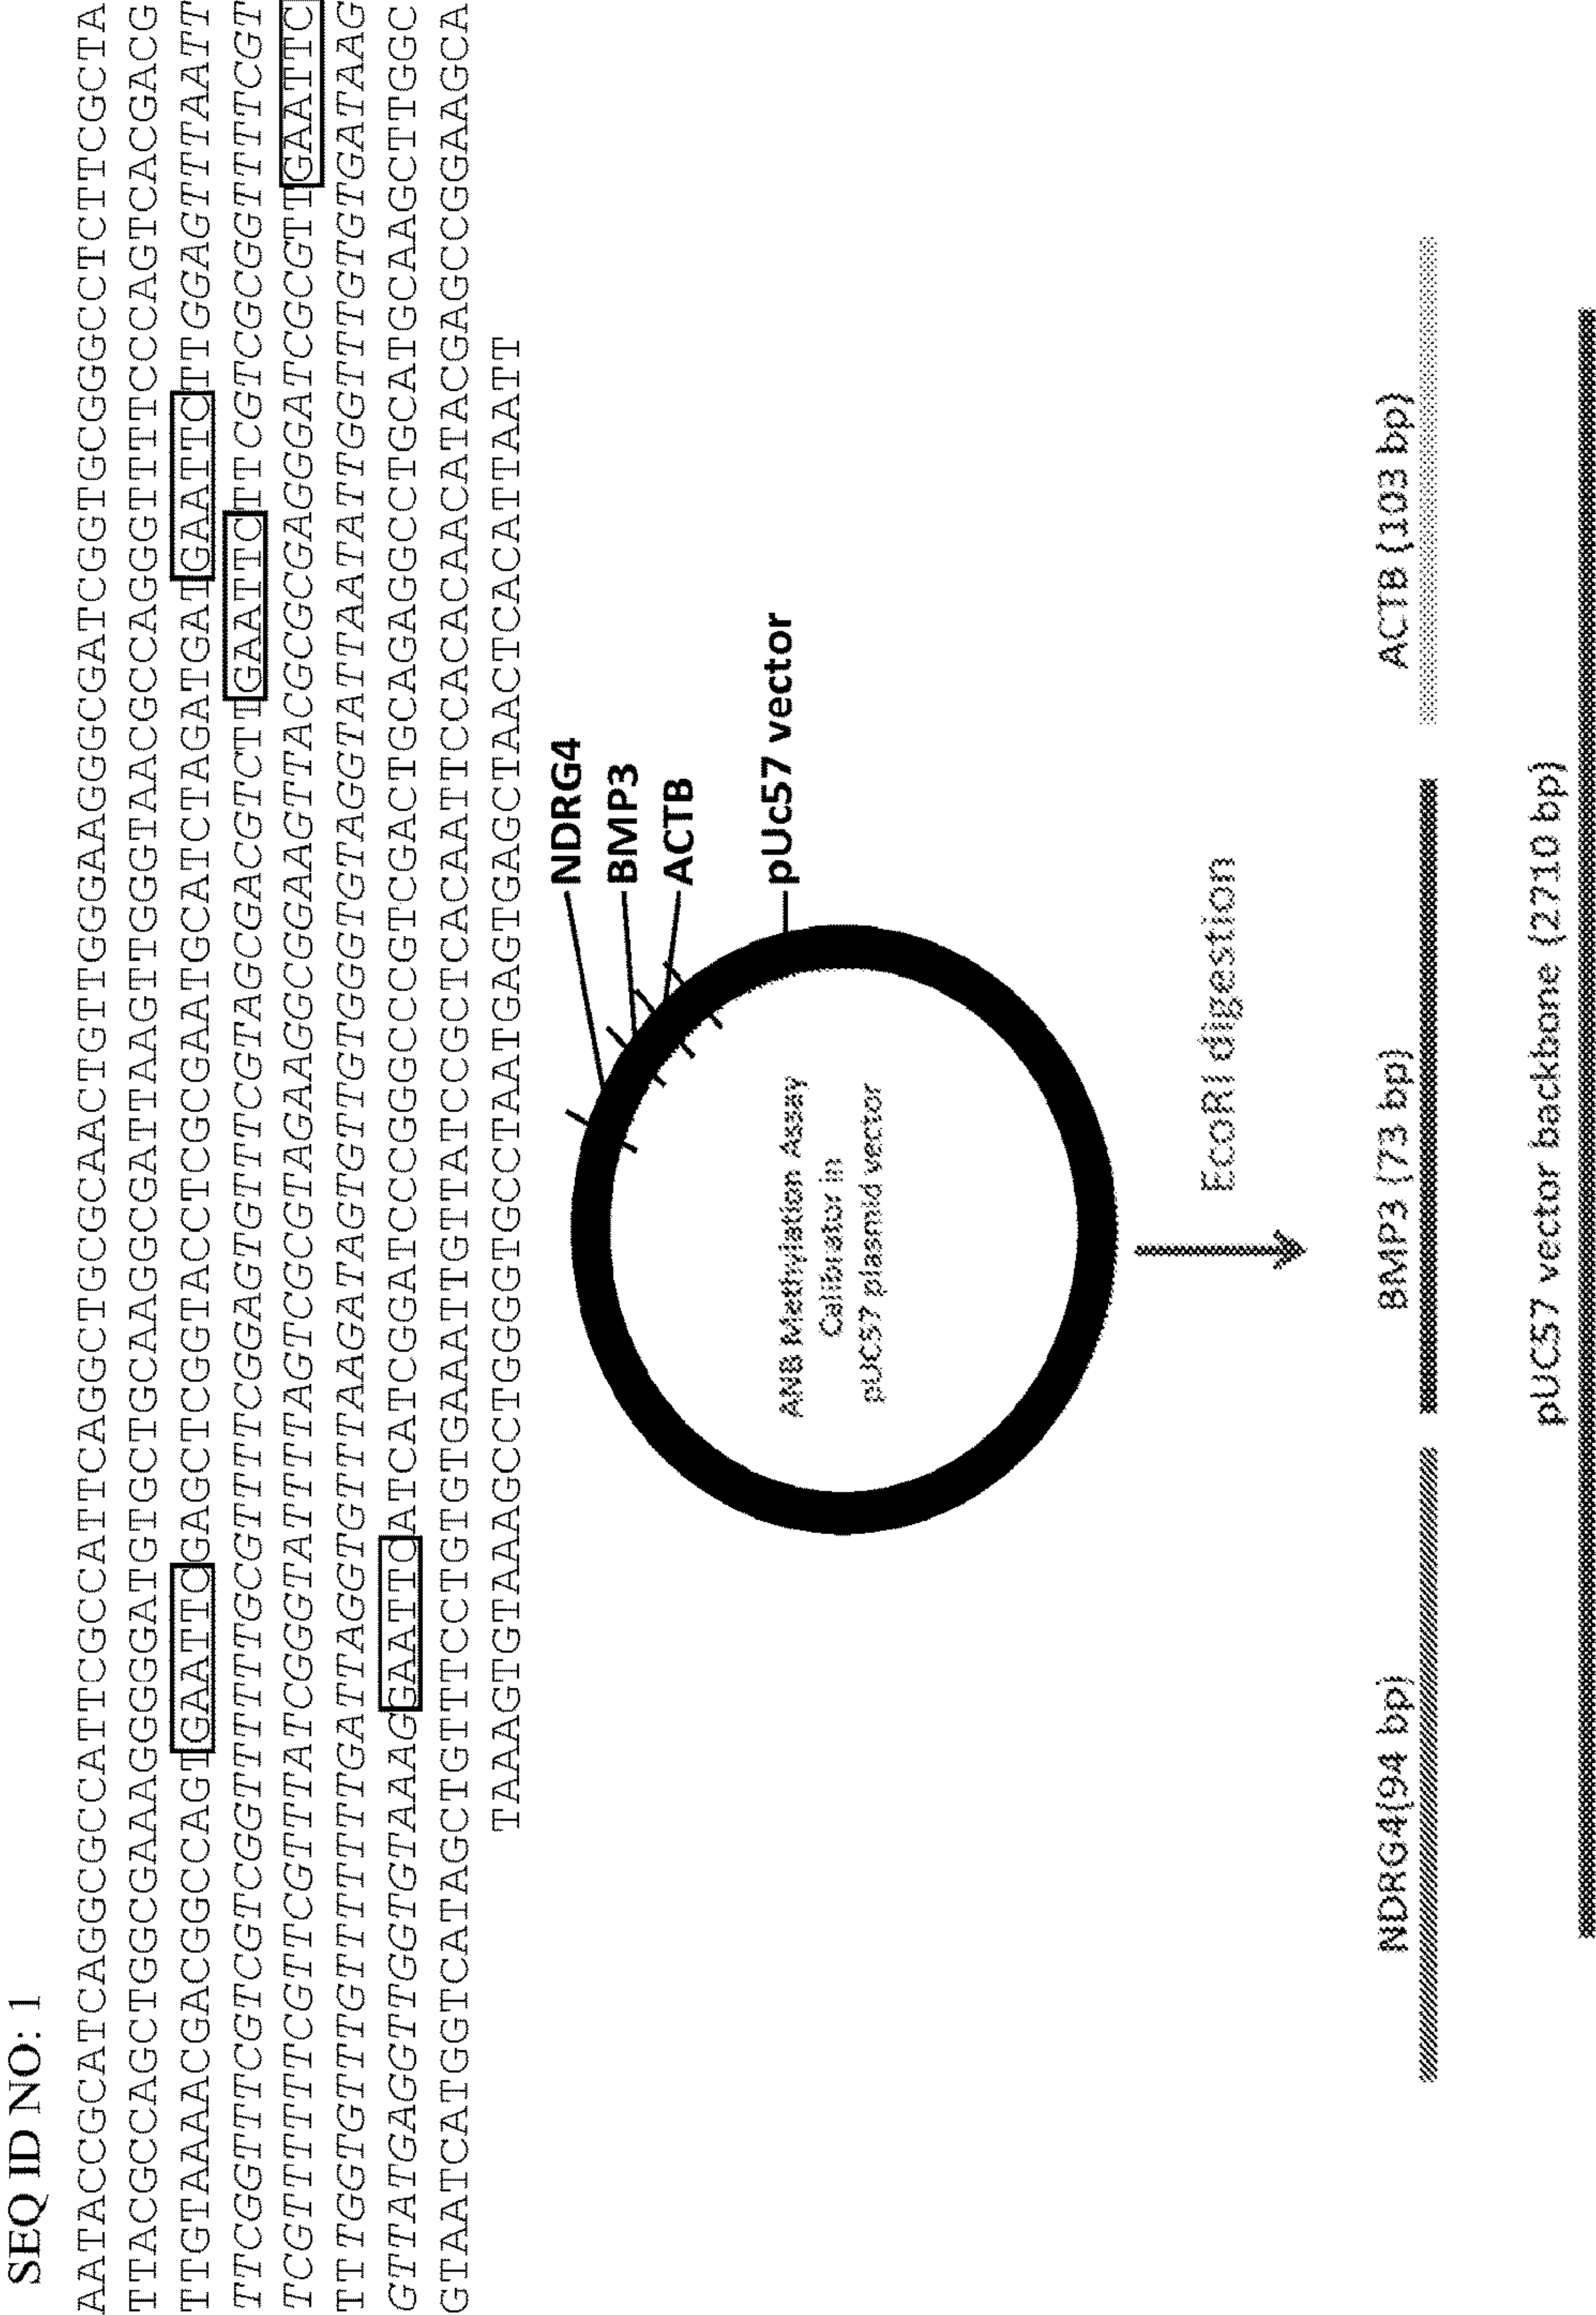 SEQ ID NO: 1
AATACCGCATCAGGCGCCATTCGCCATTCAGGCTGCGCAACTGTTGGGAAGGGCGATCGGTGCGGGCCTCTTCGCTA
TTACGCCAGCTGGCGAAAGGGGGATGTGCTGCAAGGCGATTAAGTTGGGTAACGCCAGGGTTTTCCCAGTCACGACG
TTGTAAAACGACGGCCAGTGAATTCGAGCTCGGTACCTCGCGAATGCATCTAGATGATGAATTCTTGGAGTTTAATT
TTCGGTTTCGTCGTCGGTTTTTTGCGTTTTCGGAGTGTTTCGTAGCGACGTCTTGAATTCTTCGTCGCGGTTTTCGT
TCGTTTTTTCGTTCGTTTATCGGGTATTTTAGTCGCGTAGAAGGCGGAAGTTACGCGCGAGGGATCGCGTTGAATTC
TTTGGTGTTTGTTTTTTTGATTAGGTGTTTAAGATAGTGTTGTGGGTGTAGGTATTAATATTGGTTTGTGTGATAAG
GTTATGAGGTTGGTGTAAAGGAATTCATCATCGGATCCCGGGCCCGTCGACTGCAGAGGCCTGCATGCAAGCTTGGC
GTAATCATGGTCATAGCTGTTTCCTGTGTGAAATTGTTATCCGCTCACAATTCCACACAACATACGAGCCGGAAGCA
TAAAGTGTAAAGCCTGGGGTGCCTAATGAGTGAGCTAACTCACATTAATT
NDRG4
BMP3
ACTB
pUc57 vector
ANB Methylation Assay
Calibrator in
pUC57 plasmid vector
EcoRI digestion
NDRG4(94 bp)
BMP3 (73 bp)
ACTB (103 bp)
pUC57 vector backbone (2710 bp)